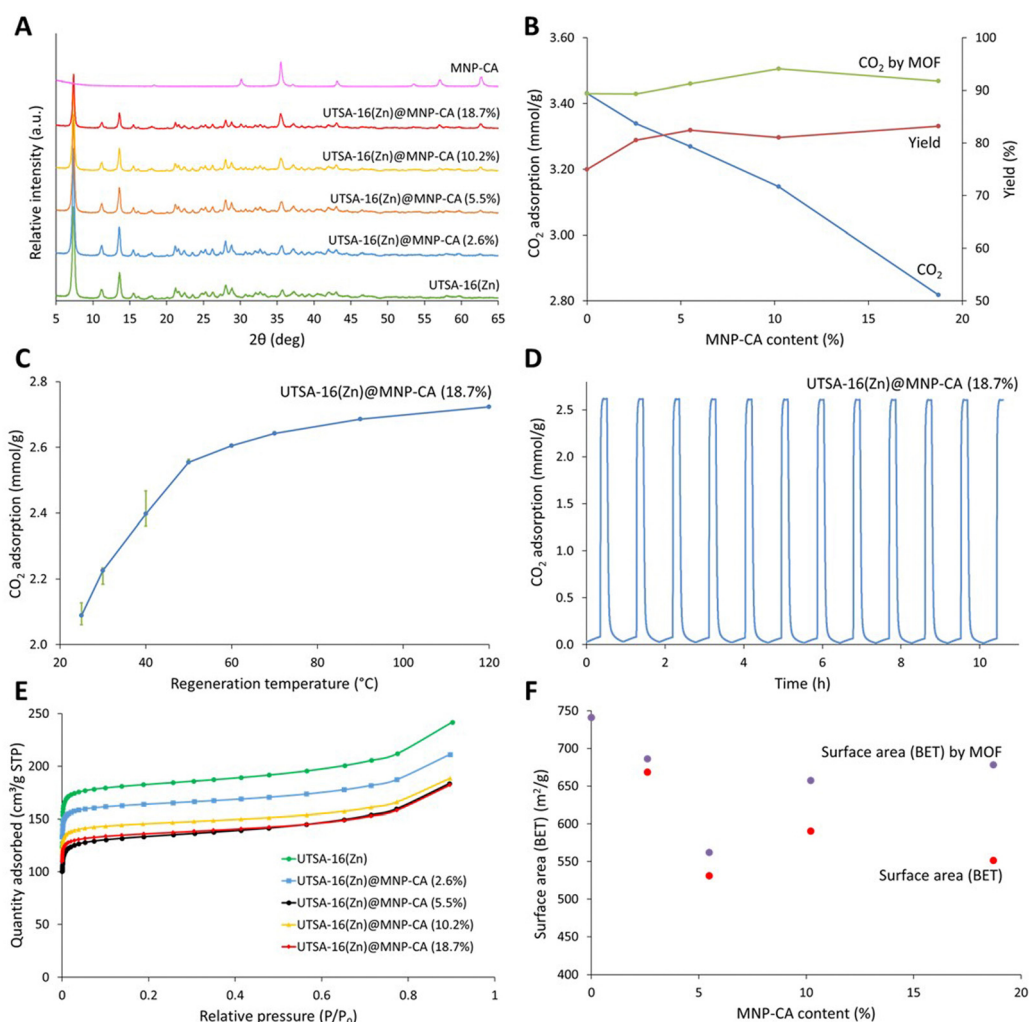 A
Relative intensity (a.u.)
MNP-CA
UTSA-16(Zn)@MNP-CA (18.7%)
UTSA-16(Zn)@MNP-CA (10.2%)
UTSA-16(Zn)@MNP-CA (5.5%)
UTSA-16(Zn)@MNP-CA (2.6%)
UTSA-16(Zn)
5 10 15 20 25 30 35 40 45 50 55 60 65
2θ (deg)
B
CO₂ adsorption (mmol/g)
3.60
3.40
3.20
3.00
2.80
CO₂ by MOF
Yield
CO₂
100
90
80
70
60
50
Yield (%)
0 5 10 15 20
MNP-CA content (%)
C
UTSA-16(Zn)@MNP-CA (18.7%)
CO₂ adsorption (mmol/g)
2.8
2.6
2.4
2.2
2.0
20 40 60 80 100 120
Regeneration temperature (°C)
D
UTSA-16(Zn)@MNP-CA (18.7%)
CO₂ adsorption (mmol/g)
2.5
2.0
1.5
1.0
0.5
0.0
0 1 2 3 4 5 6 7 8 9 10
Time (h)
E
Quantity adsorbed (cm³/g STP)
250
200
150
100
50
0
UTSA-16(Zn)
UTSA-16(Zn)@MNP-CA (2.6%)
UTSA-16(Zn)@MNP-CA (5.5%)
UTSA-16(Zn)@MNP-CA (10.2%)
UTSA-16(Zn)@MNP-CA (18.7%)
0 0.2 0.4 0.6 0.8 1
Relative pressure (P/P₀)
F
Surface area (BET) (m²/g)
750
700
650
600
550
500
450
400
Surface area (BET) by MOF
Surface area (BET)
0 5 10 15 20
MNP-CA content (%)